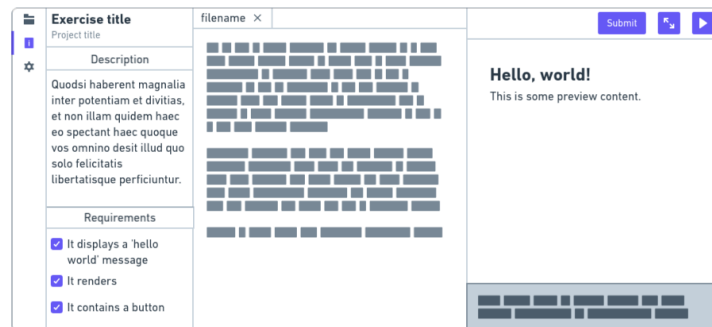 Exercise title
Project title
Description
Quodsi haberent magnalia
inter potentiam et divitias,
et non illam quidem haec
eo spectant haec quoque
vos omnino desit illud quo
solo felicitatis
libertatisque perficiuntur.
Requirements
It displays a 'hello
world' message
It renders
It contains a button
filename ×
Submit
Hello, world!
This is some preview content.